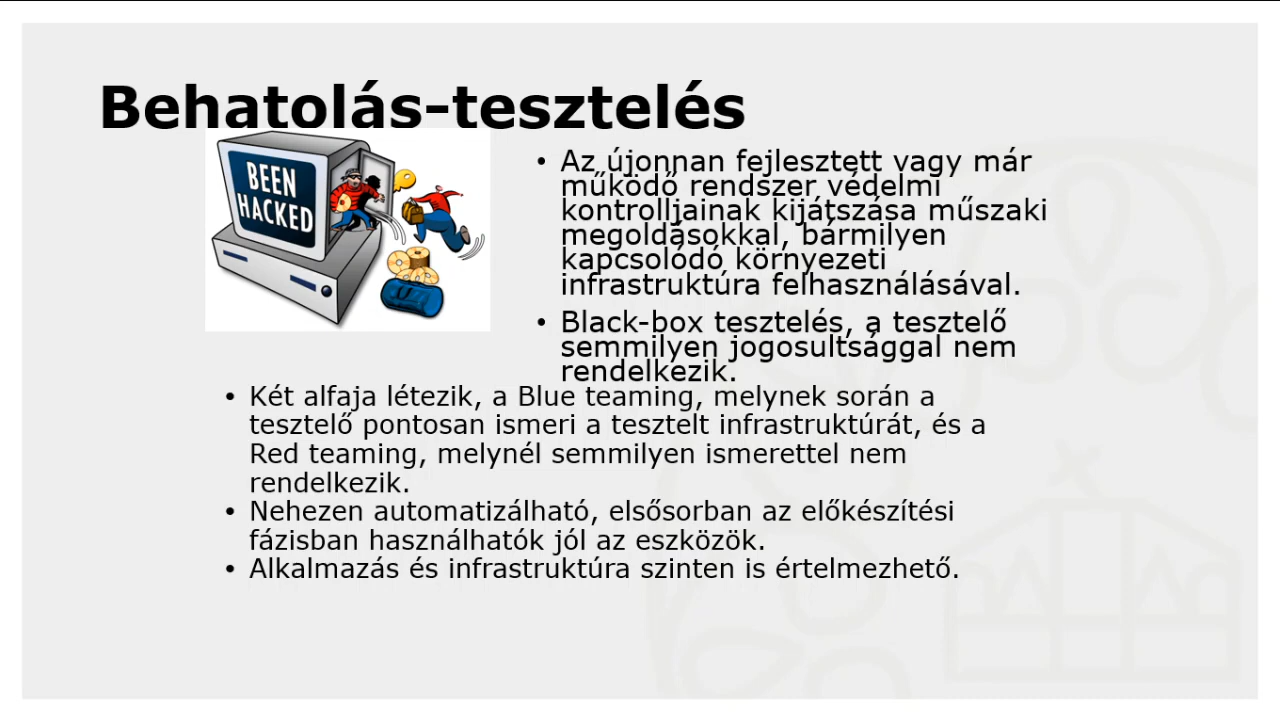 Behatolás-tesztelés
BEEN
HACKED
• Az újonnan fejlesztett vagy már
működő rendszer védelmi
kontrolljainak kijátszása műszaki
megoldásokkal, bármilyen
kapcsolódó környezeti
infrastruktúra felhasználásával.
• Black-box tesztelés, a tesztelő
semmilyen jogosultsággal nem
rendelkezik.
• Két alfaja létezik, a Blue teaming, melynek során a
tesztelő pontosan ismeri a tesztelt infrastruktúrát, és a
Red teaming, melynél semmilyen ismerettel nem
rendelkezik.
• Nehezen automatizálható, elsősorban az előkészítési
fázisban használhatók jól az eszközök.
• Alkalmazás és infrastruktúra szinten is értelmezhető.